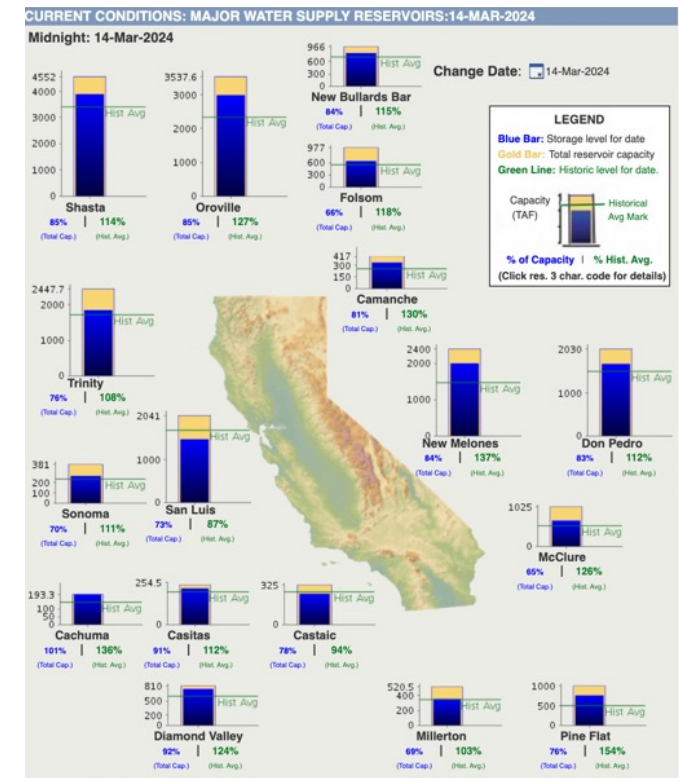 CURRENT CONDITIONS: MAJOR WATER SUPPLY RESERVOIRS:14-MAR-2024
Midnight: 14-Mar-2024
Change Date: 14-Mar-2024
966
600
300
0
Hist Avg
New Bullards Bar
84% | 115%
(Total Cap.) (Hist. Avg.)
4552
4000
3000
2000
1000
0
Hist Avg
Shasta
85% | 114%
(Total Cap.) (Hist. Avg.)
3537.6
3000
2000
1000
0
Hist Avg
Oroville
85% | 127%
(Total Cap.) (Hist. Avg.)
977
600
300
0
Hist Avg
Folsom
66% | 118%
(Total Cap.) (Hist. Avg.)
LEGEND
Blue Bar: Storage level for date
Gold Bar: Total reservoir capacity
Green Line: Historic level for date.
Capacity
(TAF)
Historical
Avg Mark
% of Capacity | % Hist. Avg.
(Click res. 3 char. code for details)
417
300
150
0
Hist Avg
Camanche
81% | 130%
(Total Cap.) (Hist. Avg.)
2447.7
2000
1000
0
Hist Avg
Trinity
76% | 108%
(Total Cap.) (Hist. Avg.)
2400
2000
1000
0
Hist Avg
New Melones
84% | 137%
(Total Cap.) (Hist. Avg.)
2030
1000
0
Hist Avg
Don Pedro
83% | 112%
(Total Cap.) (Hist. Avg.)
2041
1000
0
Hist Avg
San Luis
73% | 87%
(Total Cap.) (Hist. Avg.)
381
200
100
0
Hist Avg
Sonoma
70% | 111%
(Total Cap.) (Hist. Avg.)
1025
0
Hist Avg
McClure
65% | 126%
(Total Cap.) (Hist. Avg.)
193.3
100
50
0
Hist Avg
Cachuma
101% | 136%
(Total Cap.) (Hist. Avg.)
254.5
0
Hist Avg
Casitas
91% | 112%
(Total Cap.) (Hist. Avg.)
325
0
Hist Avg
Castaic
78% | 94%
(Total Cap.) (Hist. Avg.)
810
500
200
0
Hist Avg
Diamond Valley
92% | 124%
(Total Cap.) (Hist. Avg.)
520.5
400
200
0
Hist Avg
Millerton
69% | 103%
(Total Cap.) (Hist. Avg.)
1000
500
0
Hist Avg
Pine Flat
76% | 154%
(Total Cap.) (Hist. Avg.)